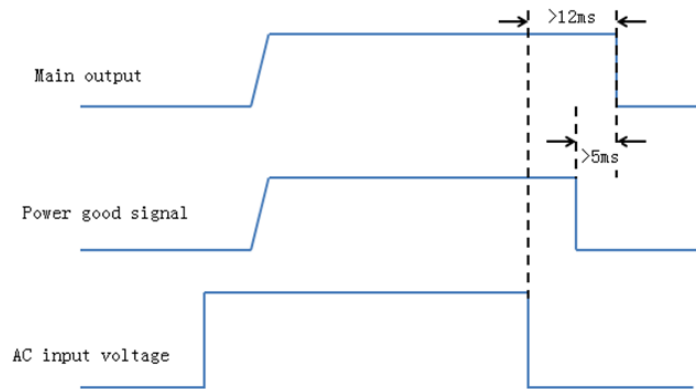 >12ms
Main output
>5ms
Power good signal
AC input voltage